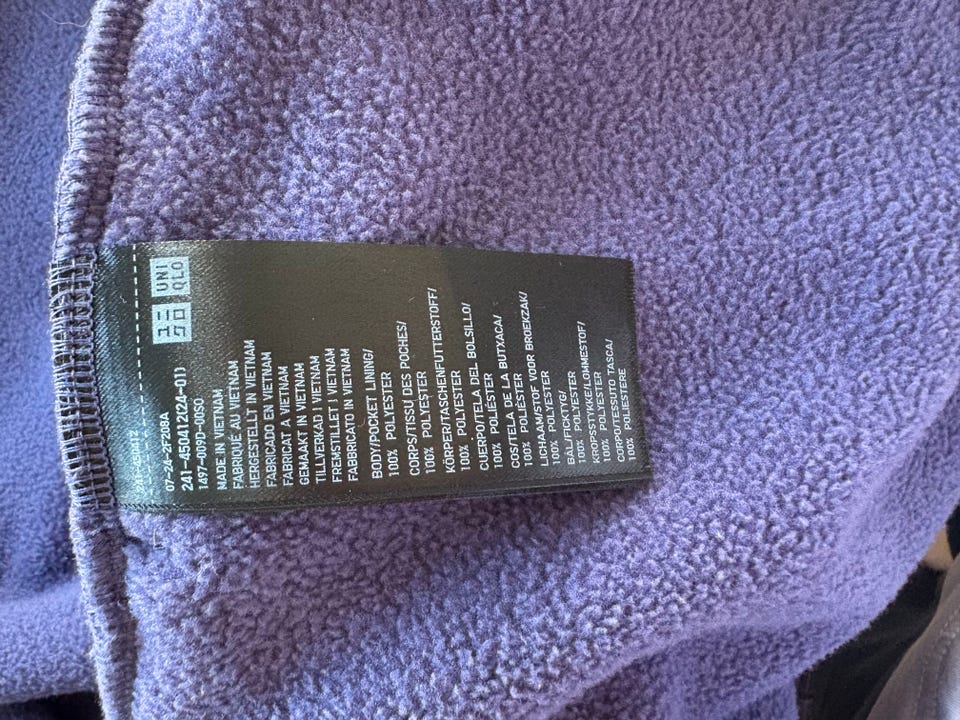 ユニ UNI
クロ QLO
07-24-2F208A
241-450412(24-01)
1497-009D-00S0
MADE IN VIETNAM
FABRIQUÉ AU VIETNAM
HERGESTELLT IN VIETNAM
FABRICADO EN VIETNAM
FABRICAT A VIETNAM
GEMAAKT IN VIETNAM
TILLVERKAD I VIETNAM
FREMSTILLET I VIETNAM
FABBRICATO IN VIETNAM
BODY/POCKET LINING/
100% POLYESTER
CORPS/TISSU DES POCHES/
100% POLYESTER
KÖRPER/TASCHENFUTTERSTOFF/
100% POLYESTER
CUERPO/TELA DEL BOLSILLO/
100% POLIÉSTER
COS/TELA DE LA BUTXACA/
100% POLIÈSTER
LICHAAM/STOF VOOR BROEKZAK/
100% POLYESTER
BÅL/FICKTYG/
100% POLYESTER
KROPSSTYKKE/LOMMESTOF/
100% POLYESTER
CORPO/TESSUTO TASCA/
100% POLIESTERE